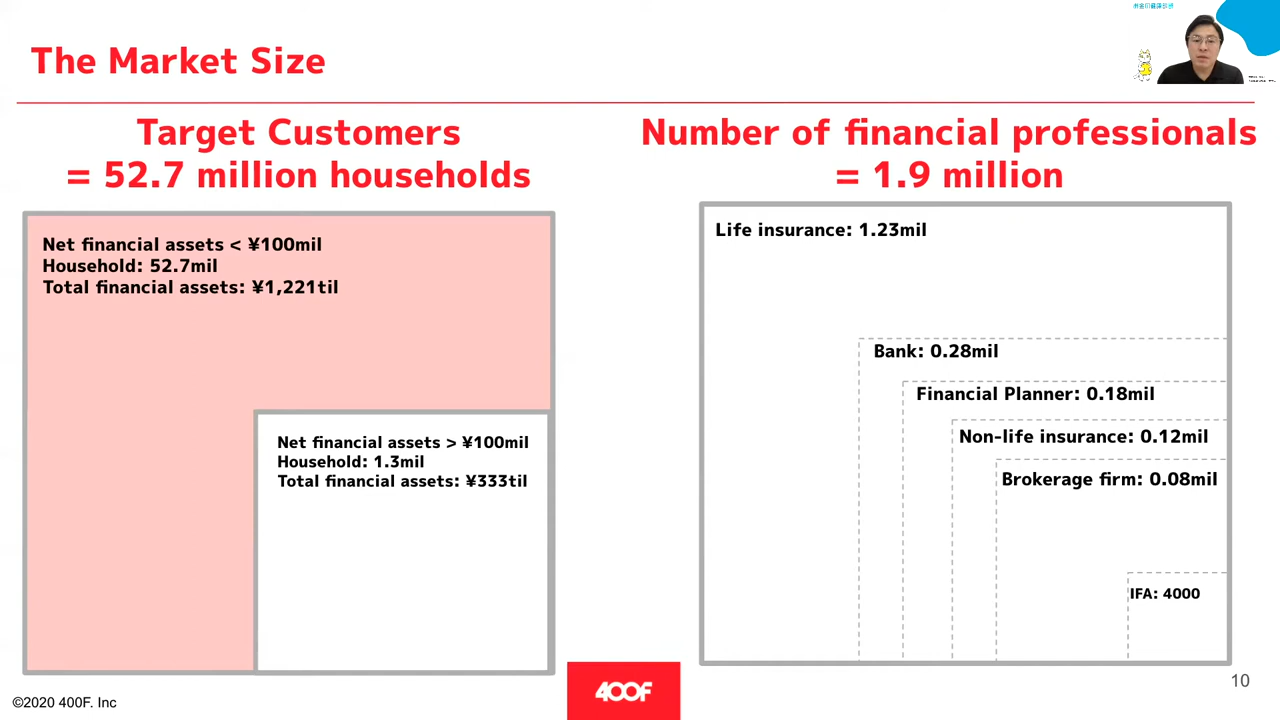 The Market Size
Target Customers
= 52.7 million households
Net financial assets < ¥100mil
Household: 52.7mil
Total financial assets: ¥1,221til
Net financial assets > ¥100mil
Household: 1.3mil
Total financial assets: ¥333til
Number of financial professionals
= 1.9 million
Life insurance: 1.23mil
Bank: 0.28mil
Financial Planner: 0.18mil
Non-life insurance: 0.12mil
Brokerage firm: 0.08mil
IFA: 4000
©2020 400F. Inc
400F
10